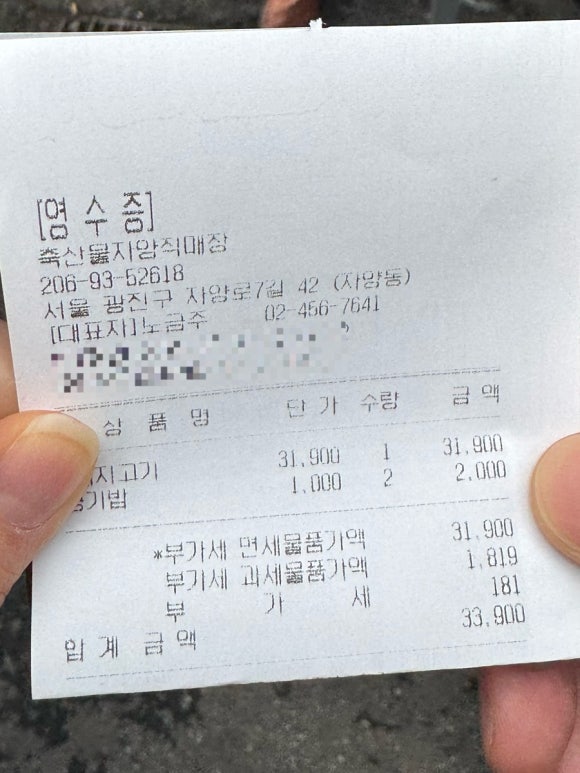 [영 수 증]
축산물자양직매장
206-93-52618
서울 광진구 자양로7길 42 (자양동)
[대표자]노금주 02-456-7641
상 품 명 단 가 수량 금 액
31,900 1 31,900
1,000 2 2,000
*부가세 면세물품가액 31,900
부가세 과세물품가액 1,819
부 가 세 181
합 계 금 액 33,900